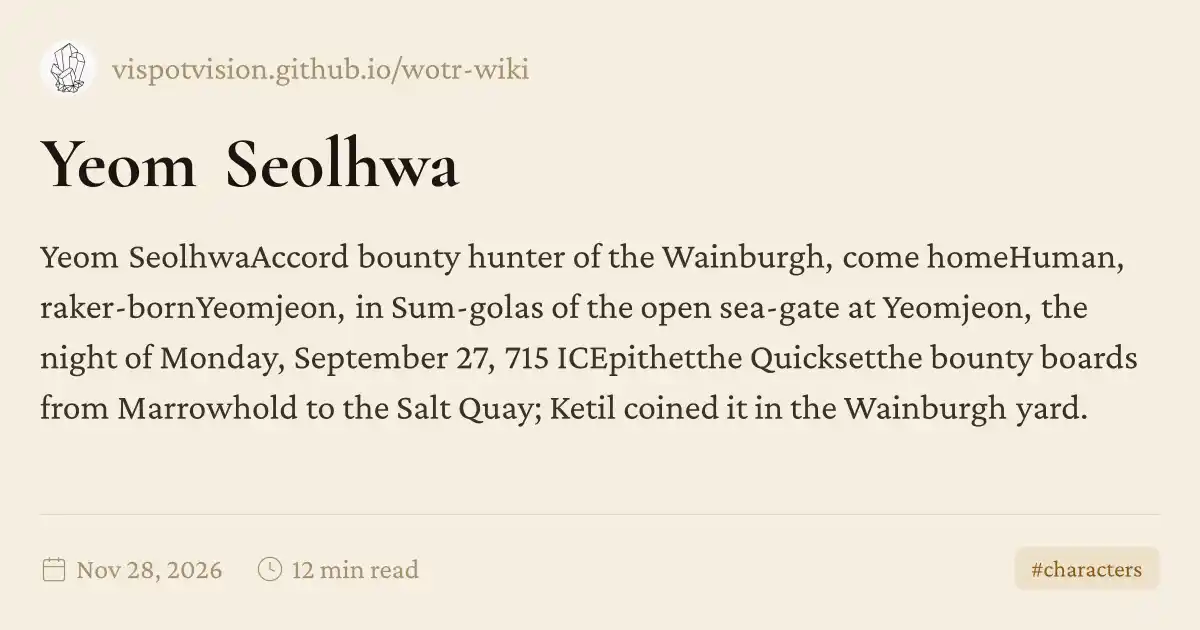 vispotvision.github.io/wotr-wiki
Yeom Seolhwa
Yeom SeolhwaAccord bounty hunter of the Wainburgh, come homeHuman,
raker-bornYeomjeon, in Sum-golas of the open sea-gate at Yeomjeon, the
night of Monday, September 27, 715 ICEpithetthe Quicksetthe bounty boards
from Marrowhold to the Salt Quay; Ketil coined it in the Wainburgh yard.
Nov 28, 2026 12 min read #characters